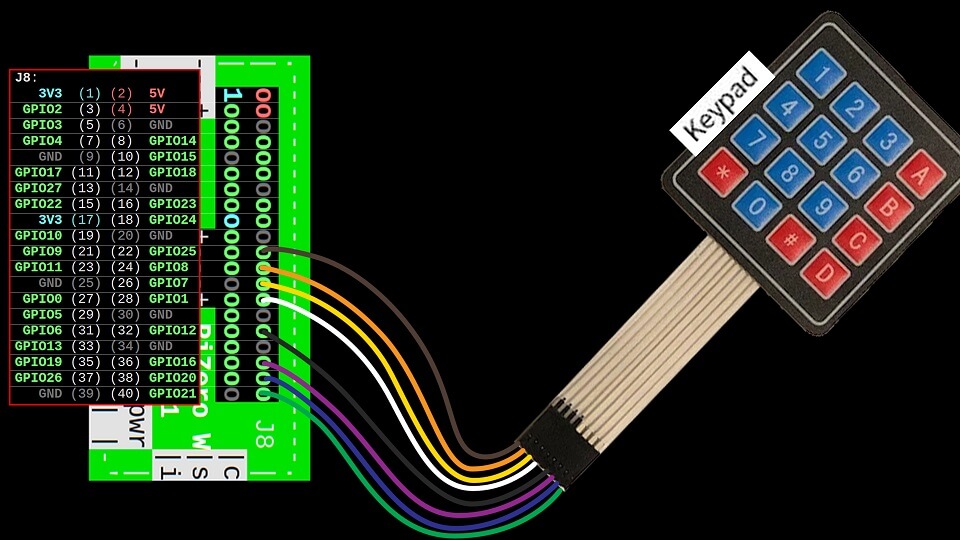 J8:
3V3 (1) (2) 5V
GPIO2 (3) (4) 5V
GPIO3 (5) (6) GND
GPIO4 (7) (8) GPIO14
GND (9) (10) GPIO15
GPIO17 (11) (12) GPIO18
GPIO27 (13) (14) GND
GPIO22 (15) (16) GPIO23
3V3 (17) (18) GPIO24
GPIO10 (19) (20) GND
GPIO9 (21) (22) GPIO25
GPIO11 (23) (24) GPIO8
GND (25) (26) GPIO7
GPIO0 (27) (28) GPIO1
GPIO5 (29) (30) GND
GPIO6 (31) (32) GPIO12
GPIO13 (33) (34) GND
GPIO19 (35) (36) GPIO16
GPIO26 (37) (38) GPIO20
GND (39) (40) GPIO21
J8
PiZero W
pwr
Keypad
1 2 3 A
4 5 6 B
7 8 9 C
* 0 # D